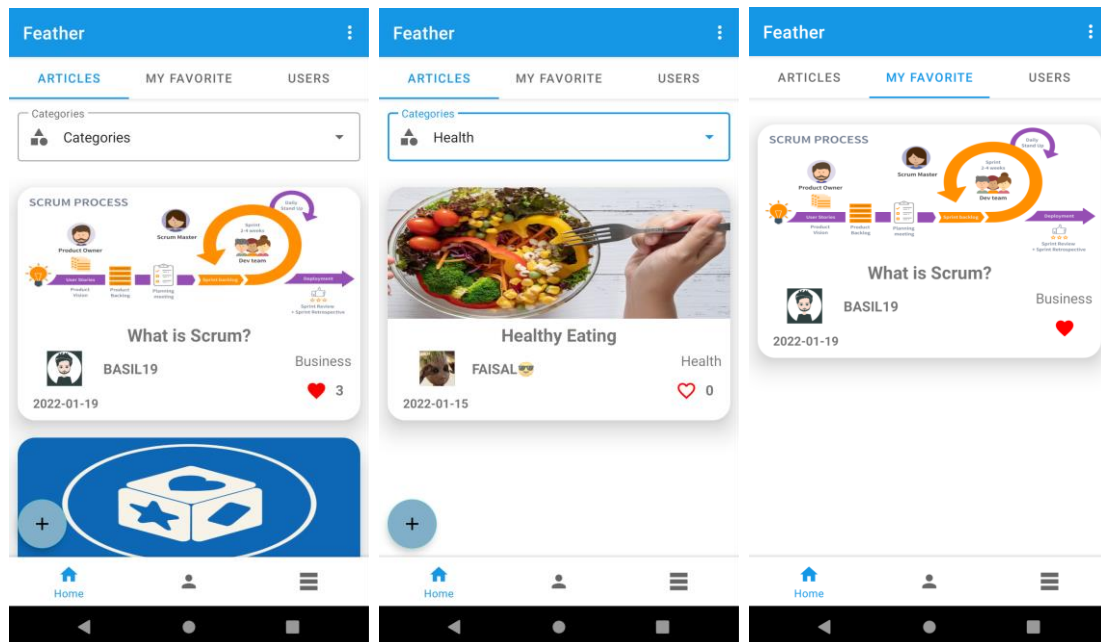 Feather
ARTICLES MY FAVORITE USERS
Categories
Categories
SCRUM PROCESS
Daily
Stand Up
Sprint
2-4 weeks
Product Owner
Scrum Master
Dev team
User Stories
Sprint Backlog
Deployment
Product
Vision
Product
Backlog
Planning
meeting
Sprint Review
+ Sprint Retrospective
What is Scrum?
BASIL19
Business
3
2022-01-19
+
Home
Feather
ARTICLES MY FAVORITE USERS
Categories
Health
Healthy Eating
FAISAL😎
Health
0
2022-01-15
+
Home
Feather
ARTICLES MY FAVORITE USERS
SCRUM PROCESS
Daily
Stand Up
Sprint
2-4 weeks
Product Owner
Scrum Master
Dev team
User Stories
Sprint Backlog
Deployment
Product
Vision
Product
Backlog
Planning
meeting
Sprint Review
+ Sprint Retrospective
What is Scrum?
BASIL19
Business
2022-01-19
Home